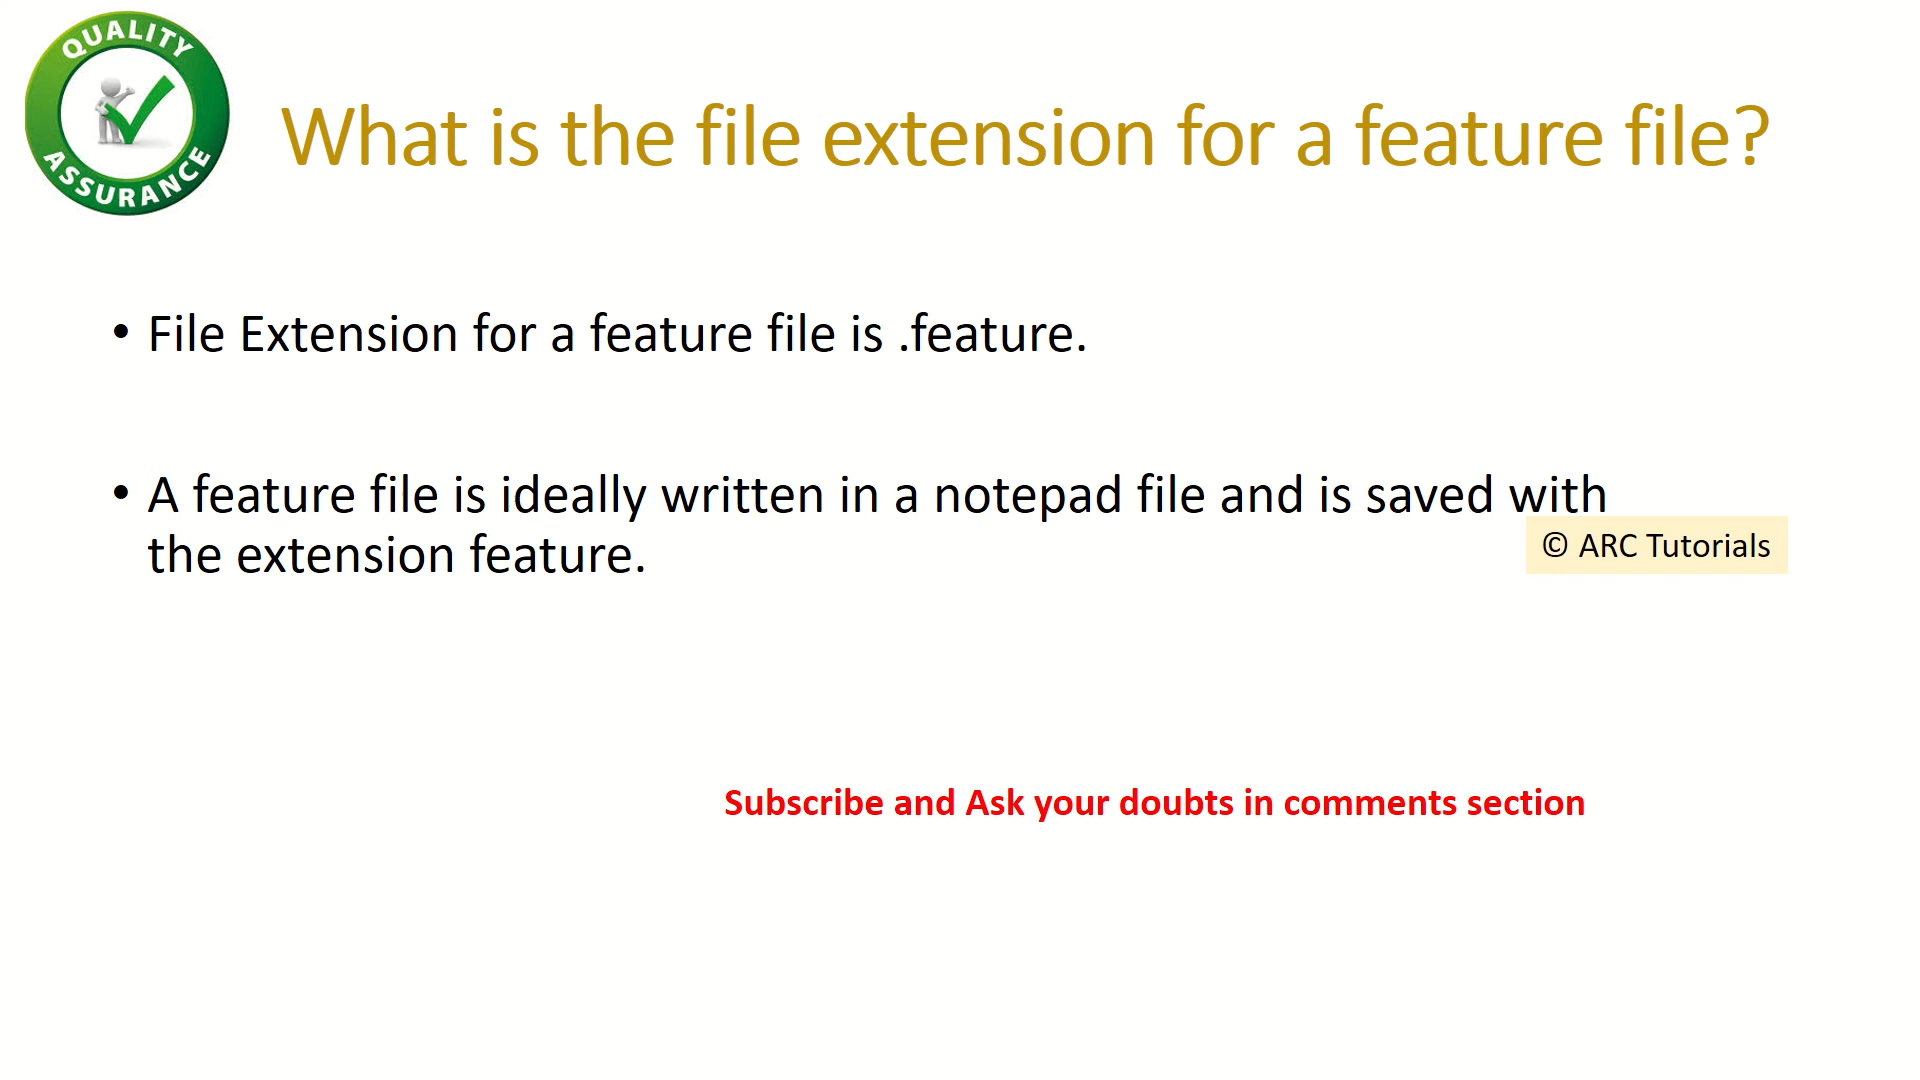 QUALITY
ASSURANCE
What is the file extension for a feature file?
• File Extension for a feature file is .feature.
• A feature file is ideally written in a notepad file and is saved with
the extension feature.
© ARC Tutorials
Subscribe and Ask your doubts in comments section